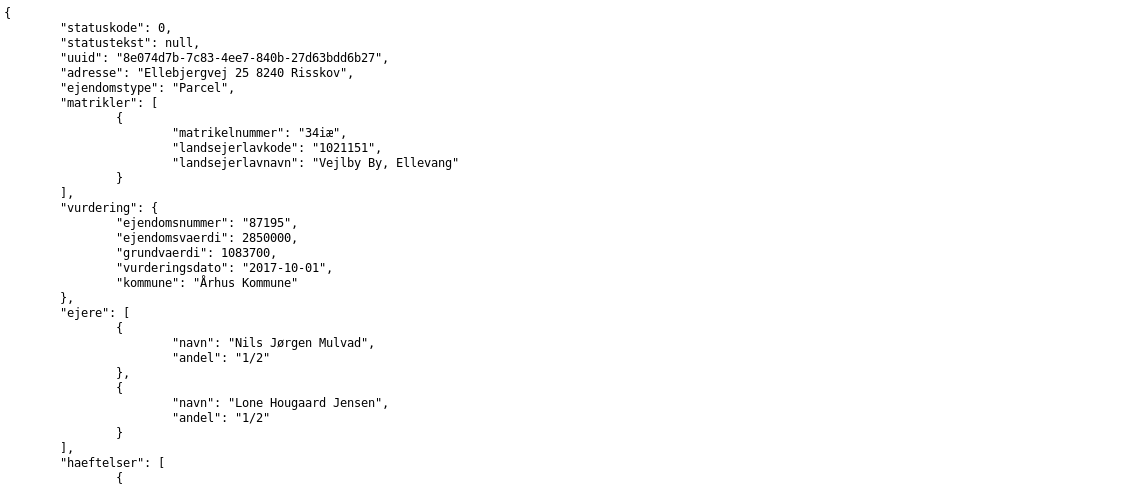 {
"statuskode": 0,
"statustekst": null,
"uuid": "8e074d7b-7c83-4ee7-840b-27d63bdd6b27",
"adresse": "Ellebjergvej 25 8240 Risskov",
"ejendomstype": "Parcel",
"matrikler": [
{
"matrikelnummer": "34iæ",
"landsejerlavkode": "1021151",
"landsejerlavnavn": "Vejlby By, Ellevang"
}
],
"vurdering": {
"ejendomsnummer": "87195",
"ejendomsvaerdi": 2850000,
"grundvaerdi": 1083700,
"vurderingsdato": "2017-10-01",
"kommune": "Århus Kommune"
},
"ejere": [
{
"navn": "Nils Jørgen Mulvad",
"andel": "1/2"
},
{
"navn": "Lone Hougaard Jensen",
"andel": "1/2"
}
],
"haeftelser": [
{